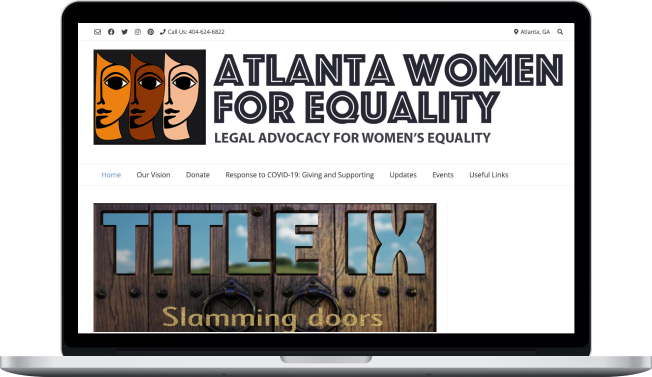 Call Us: 404-624-6822
Atlanta, GA
ATLANTA WOMEN
FOR EQUALITY
LEGAL ADVOCACY FOR WOMEN'S EQUALITY
Home Our Vision Donate Response to COVID-19: Giving and Supporting Updates Events Useful Links
TITLE IX
Slamming doors